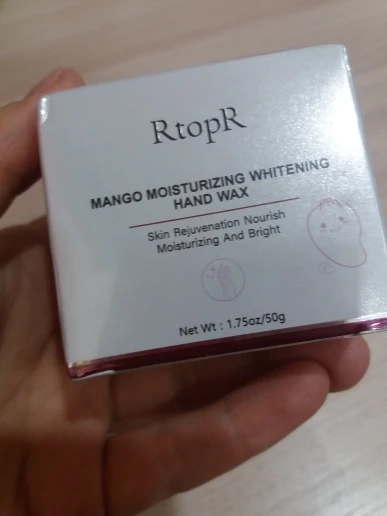 RtopR
MANGO MOISTURIZING WHITENING
HAND WAX
Skin Rejuvenation Nourish
Moisturizing And Bright
Net Wt : 1.75oz/50g